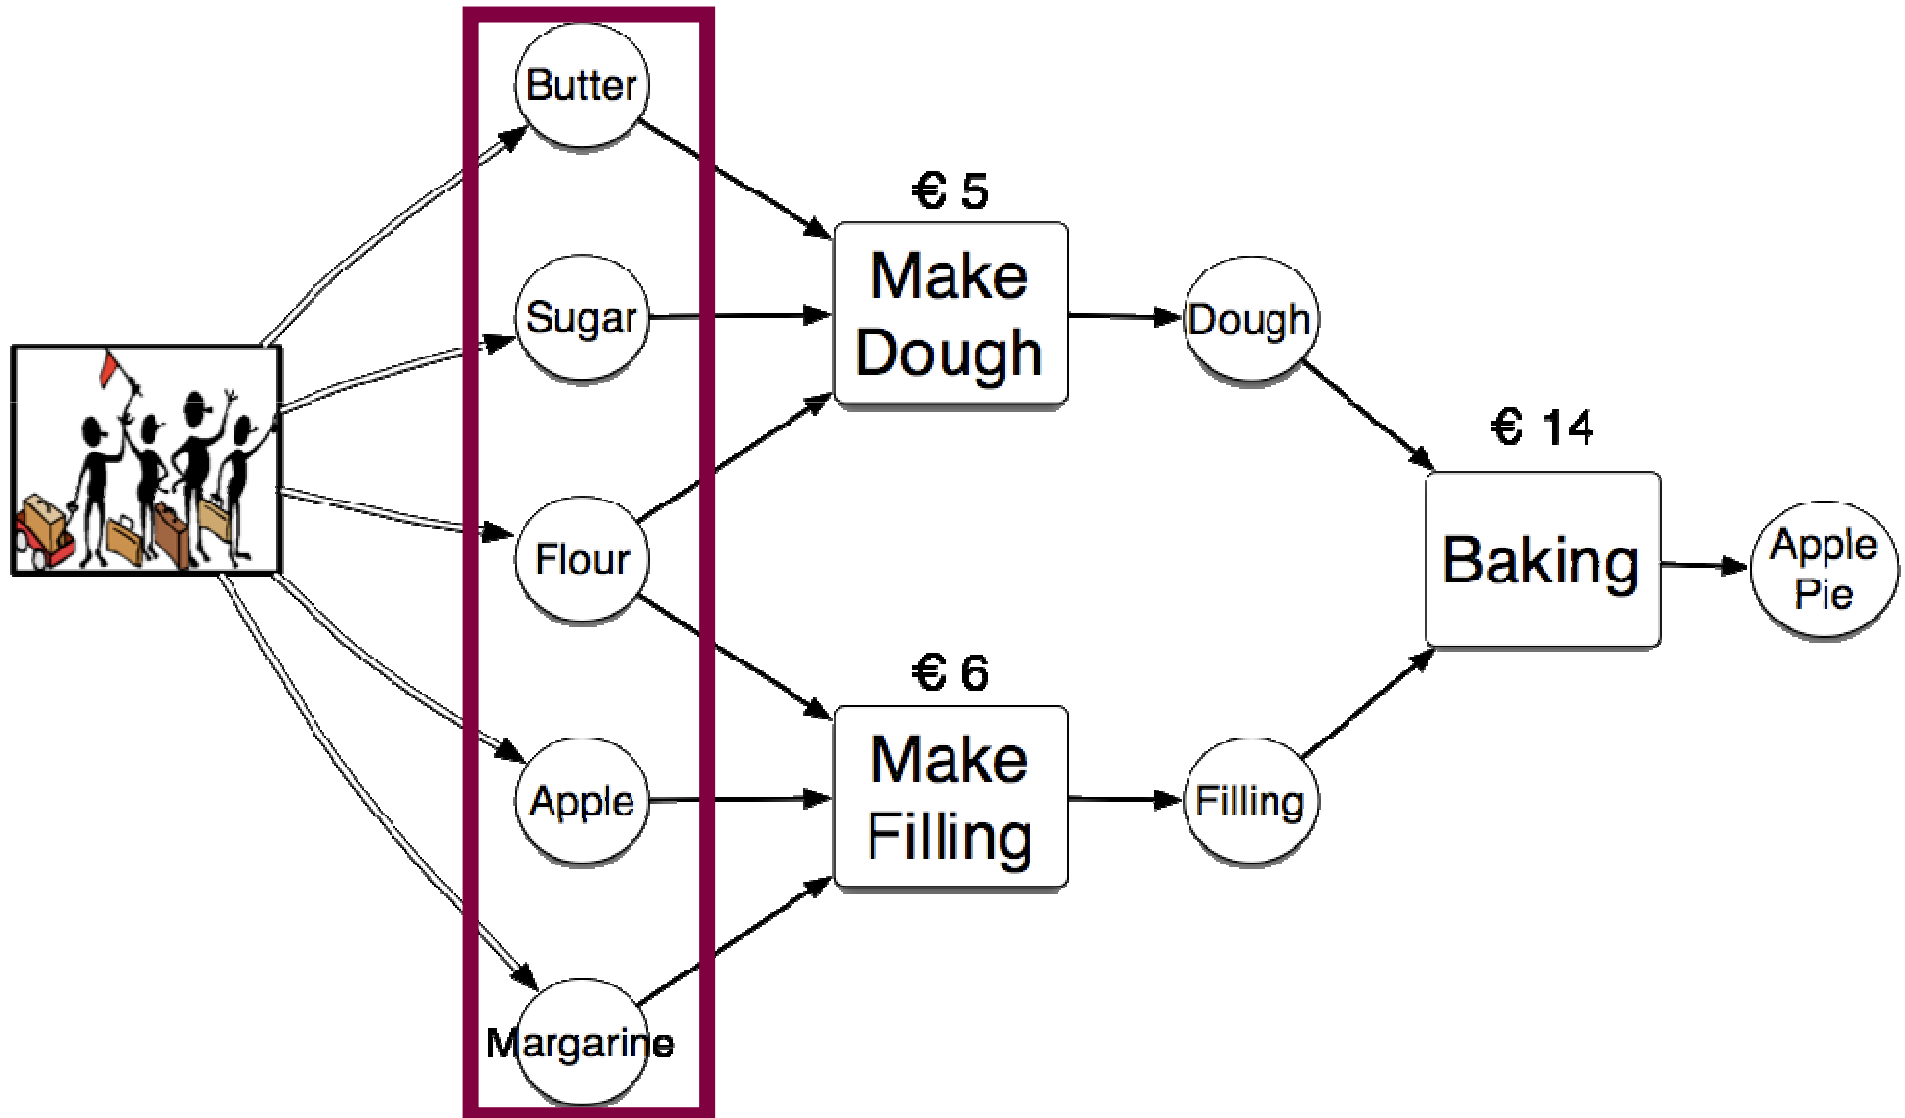 Butter
€ 5
Sugar
Make
Dough
Dough
€ 14
Flour
Baking
Apple
Pie
€ 6
Apple
Make
Filling
Filling
Margarine